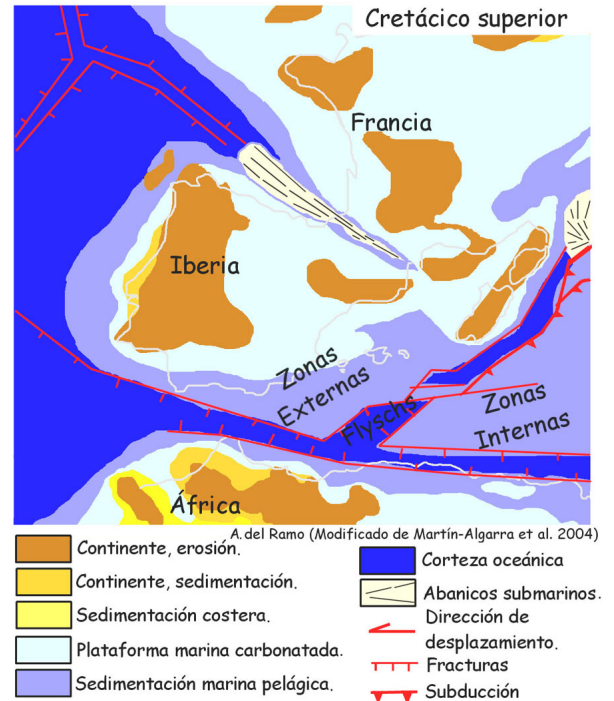 Cretácico superior
Francia
Iberia
Zonas
Externas
Flyschs
Zonas
Internas
África
A. del Ramo (Modificado de Martín-Algarra et al. 2004)
Continente, erosión.
Continente, sedimentación.
Sedimentación costera.
Plataforma marina carbonatada.
Sedimentación marina pelágica.
Corteza oceánica
Abanicos submarinos.
Dirección de
desplazamiento.
Fracturas
Subducción